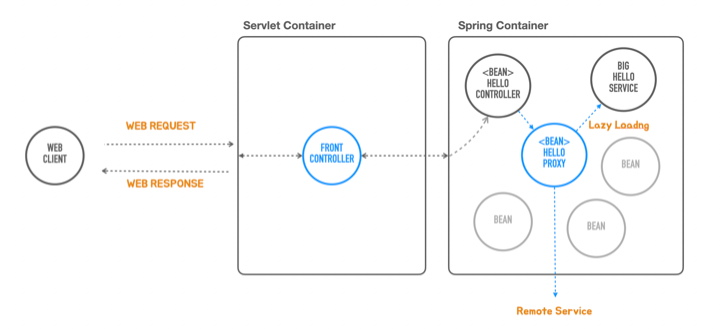 Servlet Container
Spring Container
<BEAN>
HELLO
CONTROLLER
BIG
HELLO
SERVICE
WEB REQUEST
Lazy Loadng
WEB
CLIENT
FRONT
CONTROLLER
<BEAN>
HELLO
PROXY
BEAN
WEB RESPONSE
BEAN
BEAN
Remote Service